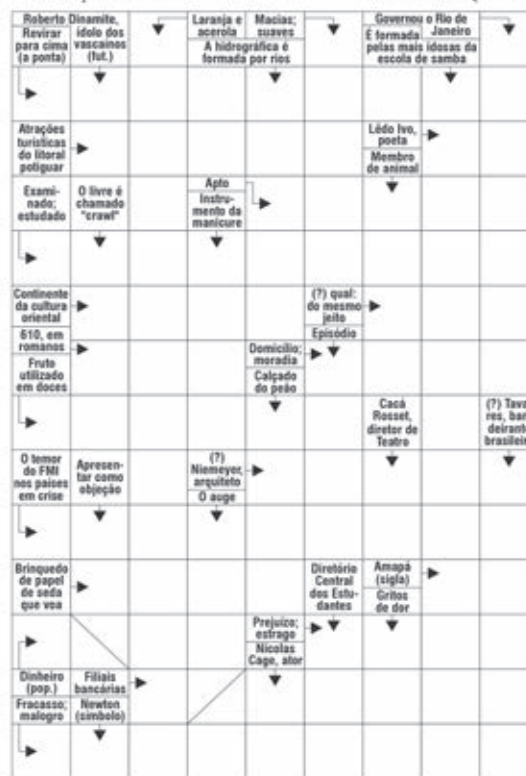 Roberto Dinamite,
ídolo dos
vascaínos
(fut.)
Revirar
para cima
(a ponta)
Laranja e
acerola
Macias;
suaves
A hidrográfica é
formada por rios
Governou o Rio de
Janeiro
É formada
pelas mais idosas da
escola de samba
Atrações
turísticas
do litoral
potiguar
Lêdo Ivo,
poeta
Membro
de animal
Exami-
nado;
estudado
O livre é
chamado
"crawl"
Apto
Instru-
mento da
manicure
Continente
da cultura
oriental
(?) qual:
do mesmo
jeito
Episódio
610, em
romanos
Fruto
utilizado
em doces
Domicílio;
moradia
Calçado
do peão
Cacá
Rosset,
diretor de
Teatro
(?) Tava
res, ban
deirante
brasileir
O temor
do FMI
nos países
em crise
Apresen-
tar como
objeção
(?)
Niemeyer,
arquiteto
O auge
Brinquedo
de papel
de seda
que voa
Diretório
Central
dos Estu-
dantes
Amapá
(sigla)
Gritos
de dor
Prejuízo;
estrago
Nicolas
Cage, ator
Dinheiro
(pop.)
Filiais
bancárias
Fracasso;
malogro
Newton
(símbolo)